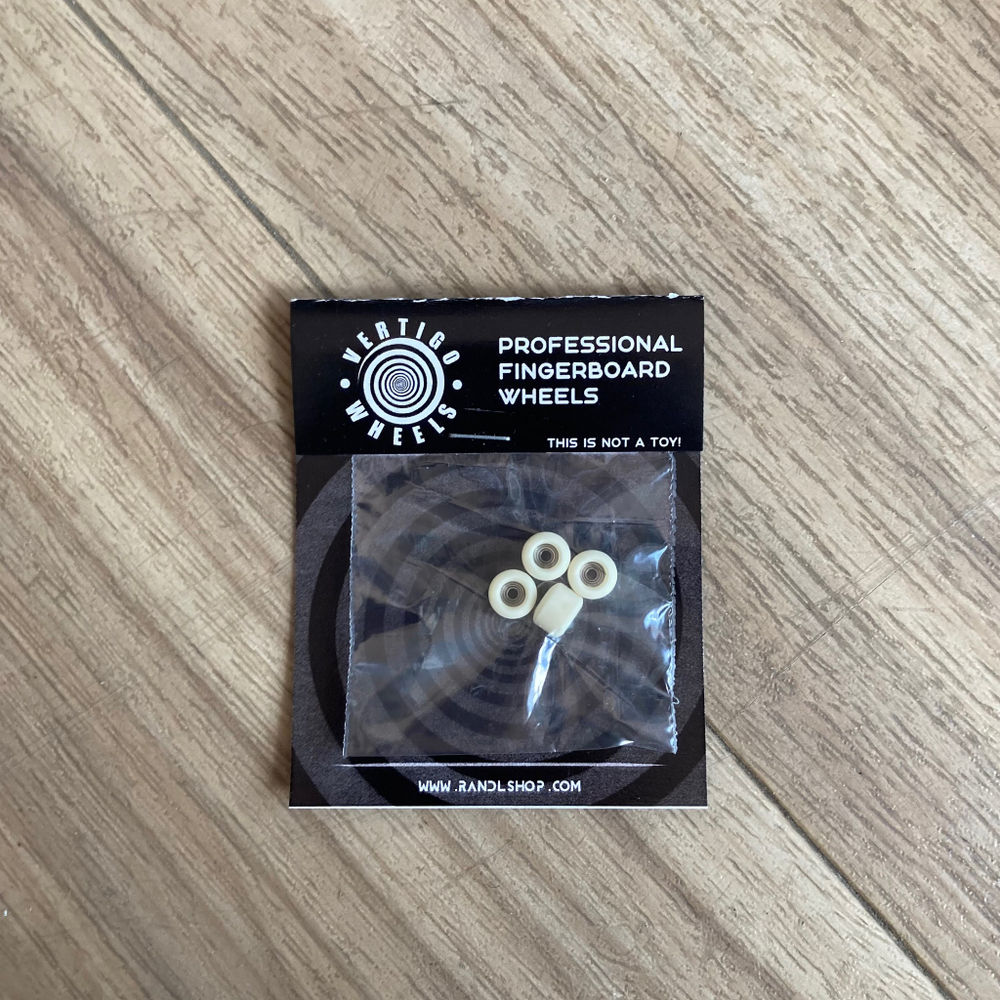 VERTIGO
WHEELS
PROFESSIONAL
FINGERBOARD
WHEELS
THIS IS NOT A TOY!
WWW.RANDLSHOP.COM